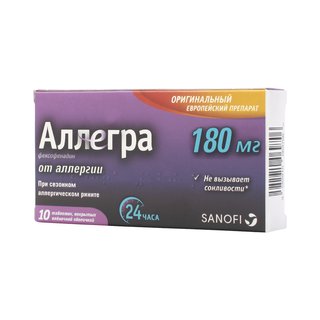 ОРИГИНАЛЬНЫЙ
ЕВРОПЕЙСКИЙ ПРЕПАРАТ
Аллегра
фексофенадин
180 мг
от аллергии
При сезонном
аллергическом рините
✓ Не вызывает
сонливости*
10 таблеток, покрытых
плёночной оболочкой
24 ЧАСА
SANOFI